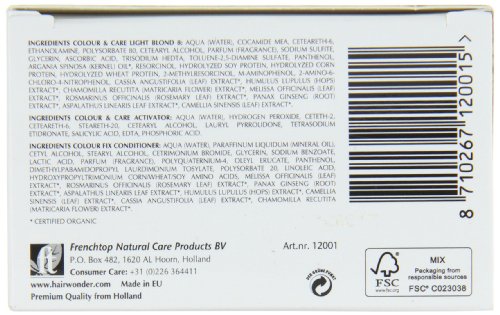 INGREDIENTS COLOUR & CARE LIGHT BLOND 8: AQUA (WATER), COCAMIDE MEA, CETEARETH-6,
ETHANOLAMINE, POLYSORBATE 80, CETEARYL ALCOHOL, PARFUM (FRAGRANCE), SODIUM SULFITE,
GLYCERIN, ASCORBIC ACID, TRISODIUM HEDTA, TOLUENE-2,5-DIAMINE SULFATE, PANTHENOL,
ARGANIA SPINOSA (KERNEL) OIL*, RESORCINOL, HYDROLYZED SOY PROTEIN, HYDROLYZED CORN
PROTEIN, HYDROLYZED WHEAT PROTEIN, 2-METHYLRESORCINOL, M-AMINOPHENOL, 2-AMINO-6-
CHLORO-4-NITROPHENOL, CASSIA ANGUSTIFOLIA (LEAF) EXTRACT*, HUMULUS LUPULUS (HOPS)
EXTRACT*, CHAMOMILLA RECUTITA (MATRICARIA FLOWER) EXTRACT*, MELISSA OFFICINALIS (LEAF)
EXTRACT*, ROSMARINUS OFFICINALIS (ROSEMARY LEAF) EXTRACT*, PANAX GINSENG (ROOT)
EXTRACT*, ASPALATHUS LINEARIS (LEAF) EXTRACT*, CAMELLIA SINENSIS (LEAF) EXTRACT*.
INGREDIENTS COLOUR & CARE ACTIVATOR: AQUA (WATER), HYDROGEN PEROXIDE, CETETH-2,
CETEARETH-6, STEARETH-20, CETEARYL ALCOHOL, LAURYL PYRROLIDONE, TETRASODIUM
ETIDRONATE, SALICYLIC ACID, EDTA, PHOSPHORIC ACID.
INGREDIENTS COLOUR FIX CONDITIONER: AQUA (WATER), PARAFFINUM LIQUIDUM (MINERAL OIL),
CETYL ALCOHOL, STEARYL ALCOHOL, CETRIMONIUM BROMIDE, GLYCERIN, SODIUM BENZOATE,
LACTIC ACID, PARFUM (FRAGRANCE), POLYQUATERNIUM-4, OLEYL ERUCATE, PANTHENOL,
DIMETHYLPABAMIDOPROPYL LAURDIMONIUM TOSYLATE, POLYSORBATE 20, LINOLEIC ACID,
HYDROXYPROPYLTRIMONIUM CORN/WHEAT/SOY AMINO ACIDS, MELISSA OFFICINALIS (LEAF)
EXTRACT*, ROSMARINUS OFFICINALIS (ROSEMARY LEAF) EXTRACT*, PANAX GINSENG (ROOT)
EXTRACT*, ASPALATHUS LINEARIS (LEAF) EXTRACT*, HUMULUS LUPULUS (HOPS) EXTRACT*, CAMELLIA
SINENSIS (LEAF) EXTRACT*, CASSIA ANGUSTIFOLIA (LEAF) EXTRACT*, CHAMOMILLA RECUTITA
(MATRICARIA FLOWER) EXTRACT*.
* CERTIFIED ORGANIC
8 710267 120015 >
Frenchtop Natural Care Products BV
P.O. Box 482, 1620 AL Hoorn, Holland
Consumer Care: +31 (0)226 364411
www.hairwonder.com Made in EU
Premium Quality from Holland
Art.nr. 12001
DER GRÜNE PUNKT
FSC
www.fsc.org
MIX
Packaging from
responsible sources
FSC® C023038